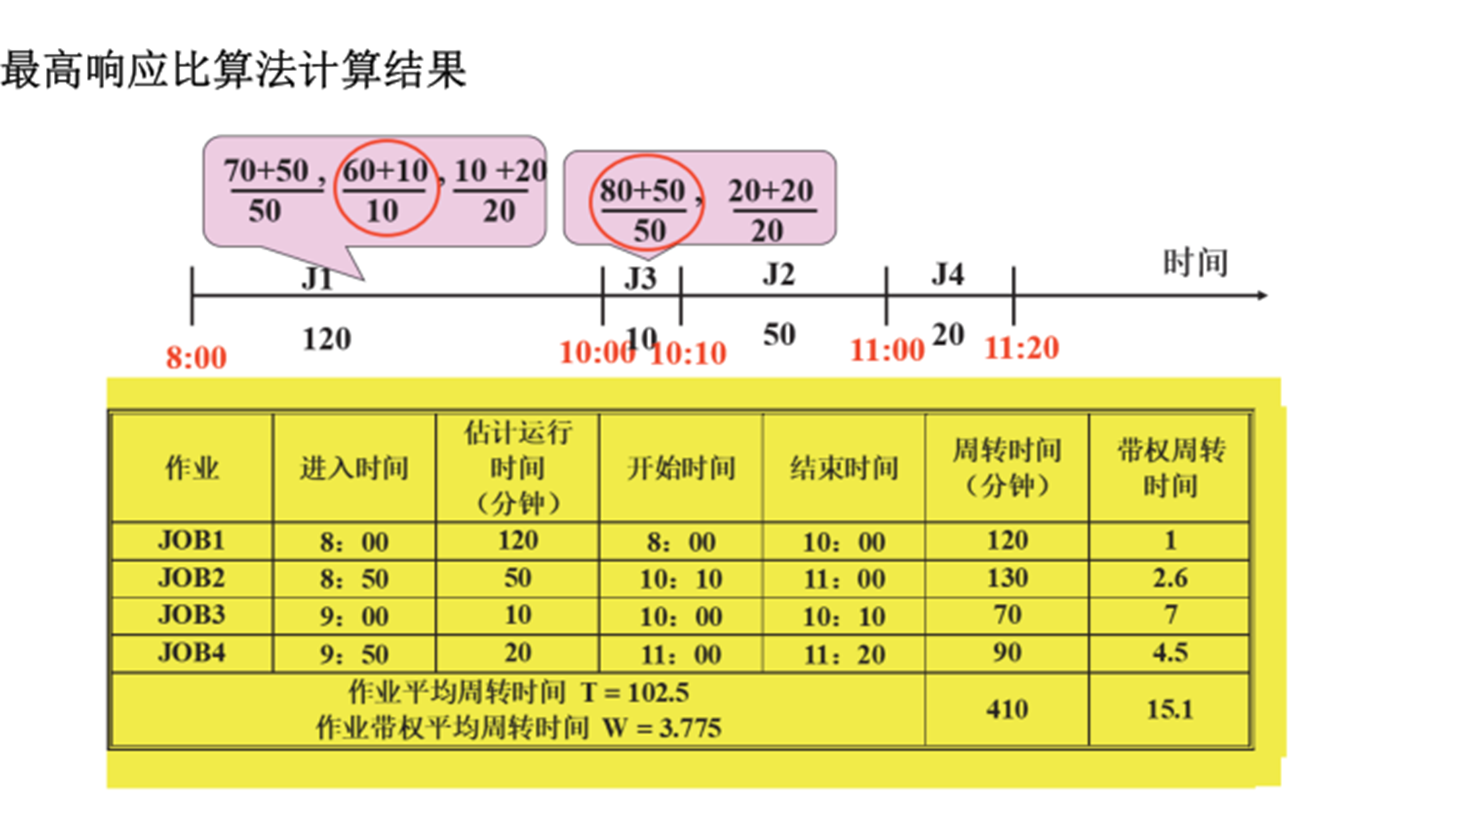 最高响应比算法计算结果
70+50 , 60+10 , 10 +20
50 10 20
80+50 , 20+20
50 20
J1 J3 J2 J4 时间
120 10 50 20
8:00 10:00 10:10 11:00 11:20
作业 进入时间 估计运行时间（分钟） 开始时间 结束时间 周转时间（分钟） 带权周转时间
JOB1 8：00 120 8：00 10：00 120 1
JOB2 8：50 50 10：10 11：00 130 2.6
JOB3 9：00 10 10：00 10：10 70 7
JOB4 9：50 20 11：00 11：20 90 4.5
作业平均周转时间 T = 102.5
作业带权平均周转时间 W = 3.775
410 15.1